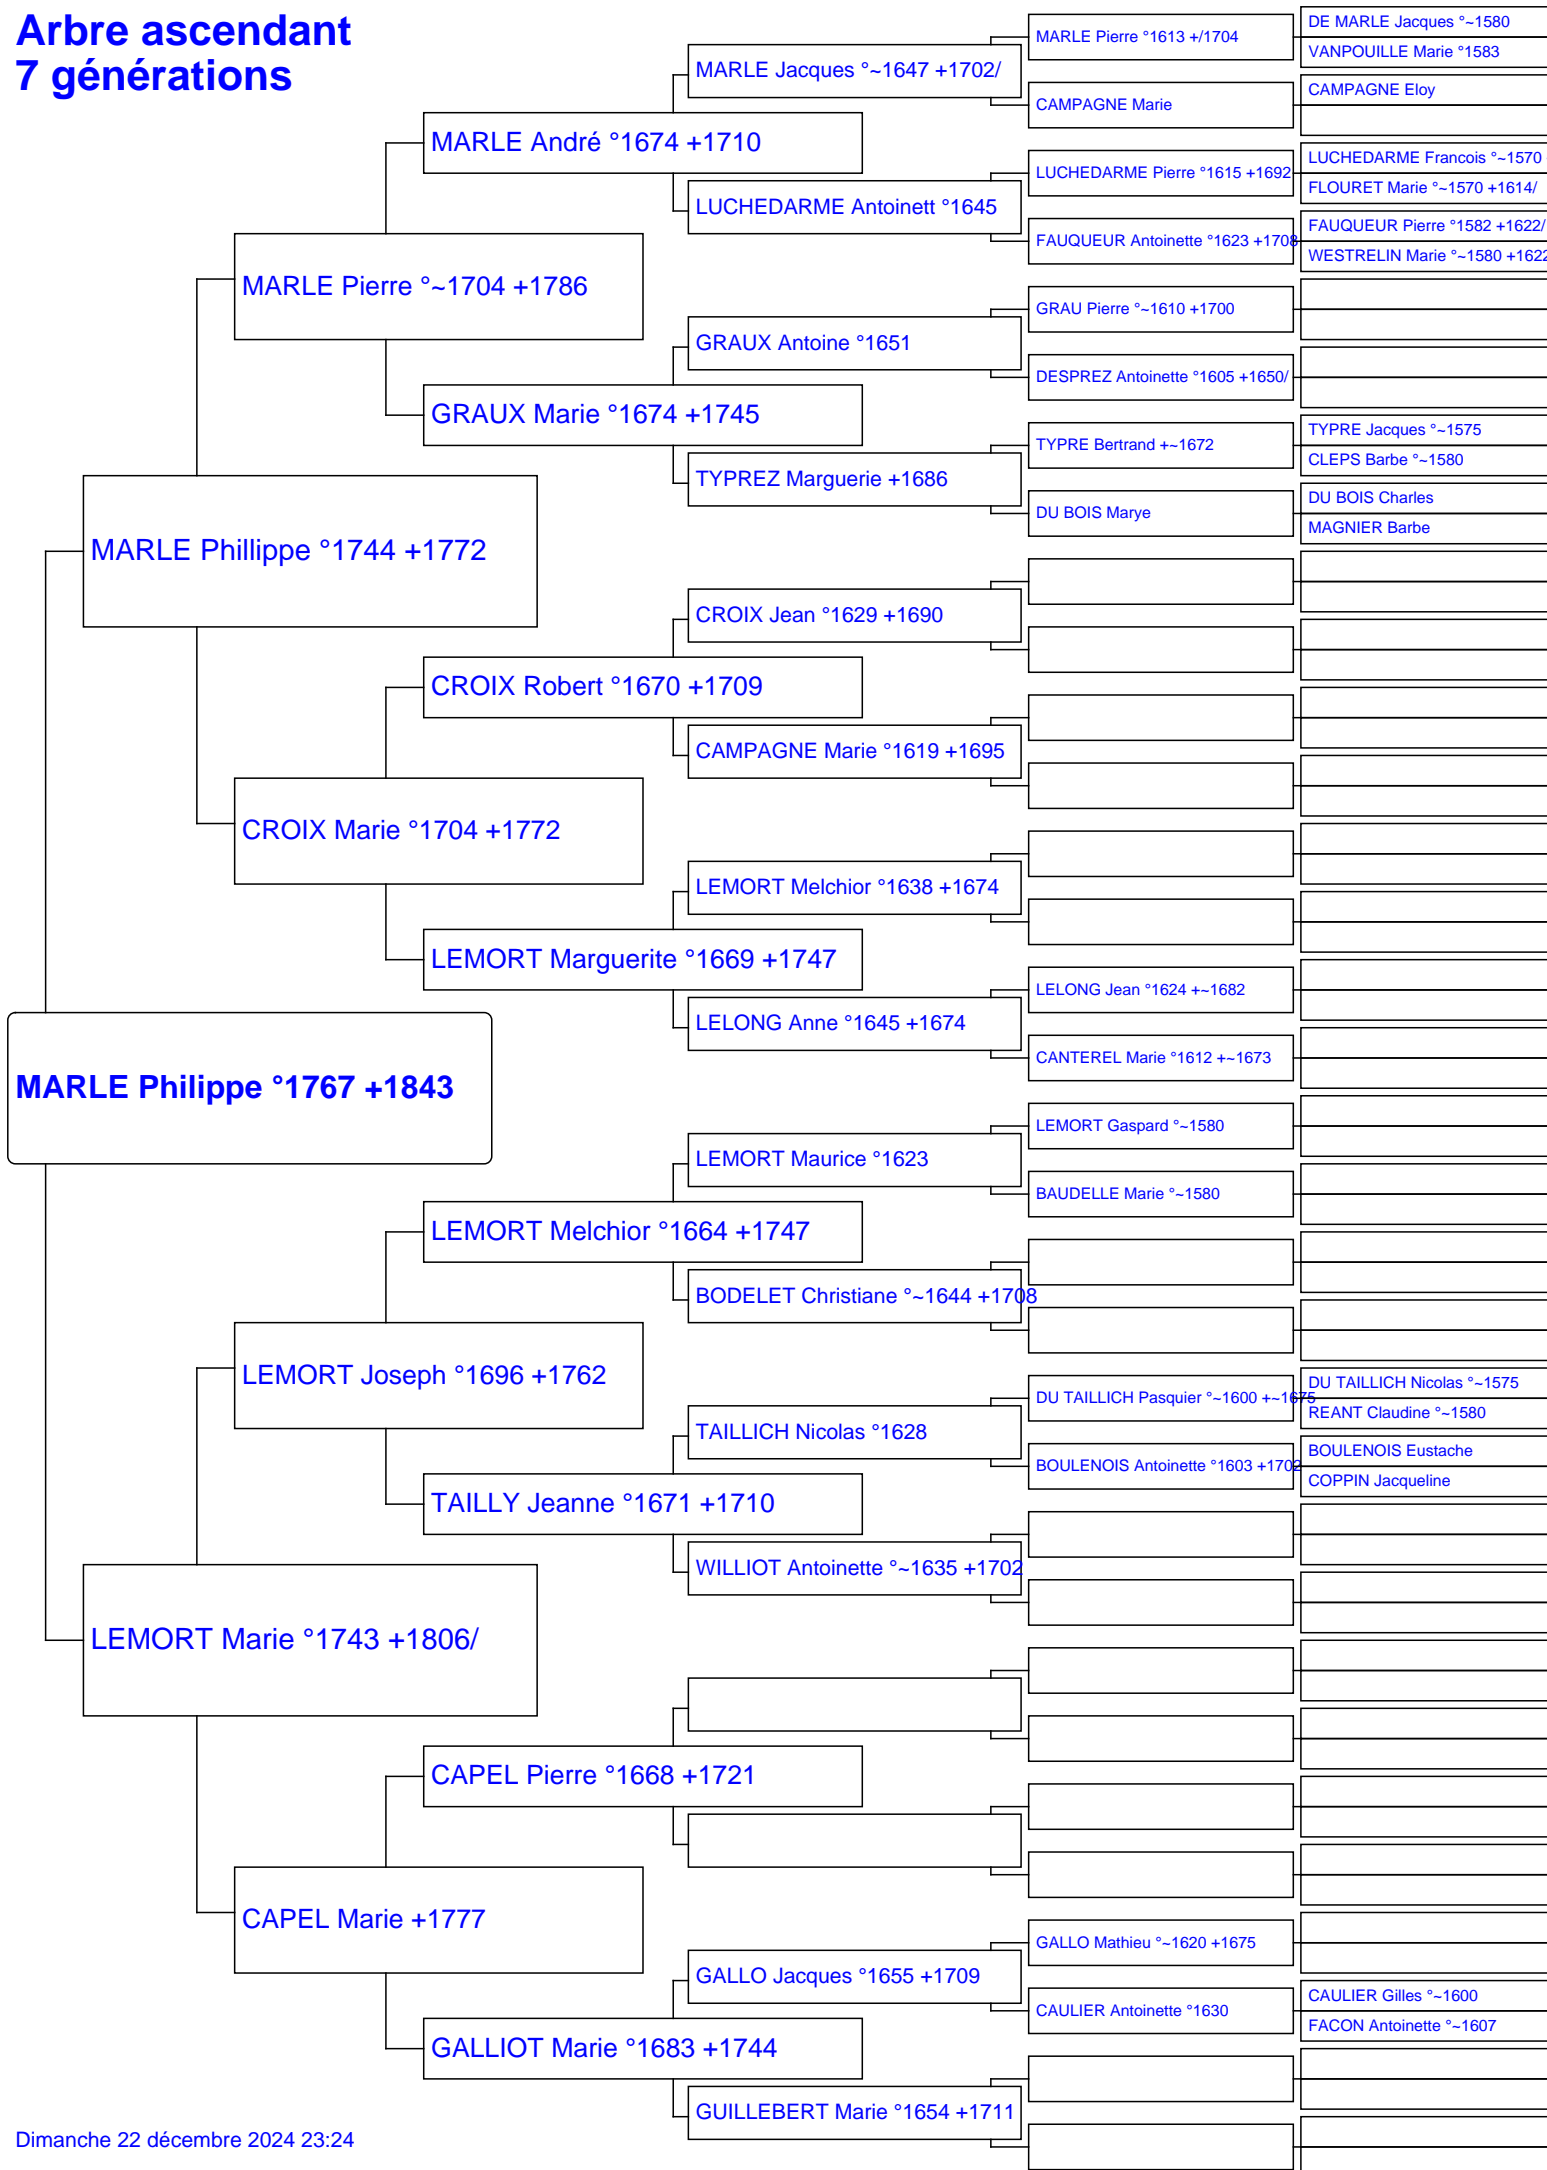 Arbre ascendant
7 générations
MARLE Philippe °1767 +1843
MARLE Phillippe °1744 +1772
LEMORT Marie °1743 +1806/
MARLE Pierre °~1704 +1786
CROIX Marie °1704 +1772
LEMORT Joseph °1696 +1762
CAPEL Marie +1777
MARLE André °1674 +1710
GRAUX Marie °1674 +1745
CROIX Robert °1670 +1709
LEMORT Marguerite °1669 +1747
LEMORT Melchior °1664 +1747
TAILLY Jeanne °1671 +1710
CAPEL Pierre °1668 +1721
GALLIOT Marie °1683 +1744
MARLE Jacques °~1647 +1702/
LUCHEDARME Antoinett °1645
GRAUX Antoine °1651
TYPREZ Marguerie +1686
CROIX Jean °1629 +1690
CAMPAGNE Marie °1619 +1695
LEMORT Melchior °1638 +1674
LELONG Anne °1645 +1674
LEMORT Maurice °1623
BODELET Christiane °~1644 +1708
TAILLICH Nicolas °1628
WILLIOT Antoinette °~1635 +1702
GALLO Jacques °1655 +1709
GUILLEBERT Marie °1654 +1711
MARLE Pierre °1613 +/1704
CAMPAGNE Marie
LUCHEDARME Pierre °1615 +1692
FAUQUEUR Antoinette °1623 +1708
GRAU Pierre °~1610 +1700
DESPREZ Antoinette °1605 +1650/
TYPRE Bertrand +~1672
DU BOIS Marye
LELONG Jean °1624 +~1682
CANTEREL Marie °1612 +~1673
LEMORT Gaspard °~1580
BAUDELLE Marie °~1580
DU TAILLICH Pasquier °~1600 +~1675
BOULENOIS Antoinette °1603 +1702
GALLO Mathieu °~1620 +1675
CAULIER Antoinette °1630
DE MARLE Jacques °~1580
VANPOUILLE Marie °1583
CAMPAGNE Eloy
LUCHEDARME Francois °~1570
FLOURET Marie °~1570 +1614/
FAUQUEUR Pierre °1582 +1622/
WESTRELIN Marie °~1580 +1622
TYPRE Jacques °~1575
CLEPS Barbe °~1580
DU BOIS Charles
MAGNIER Barbe
DU TAILLICH Nicolas °~1575
REANT Claudine °~1580
BOULENOIS Eustache
COPPIN Jacqueline
CAULIER Gilles °~1600
FACON Antoinette °~1607
Dimanche 22 décembre 2024 23:24